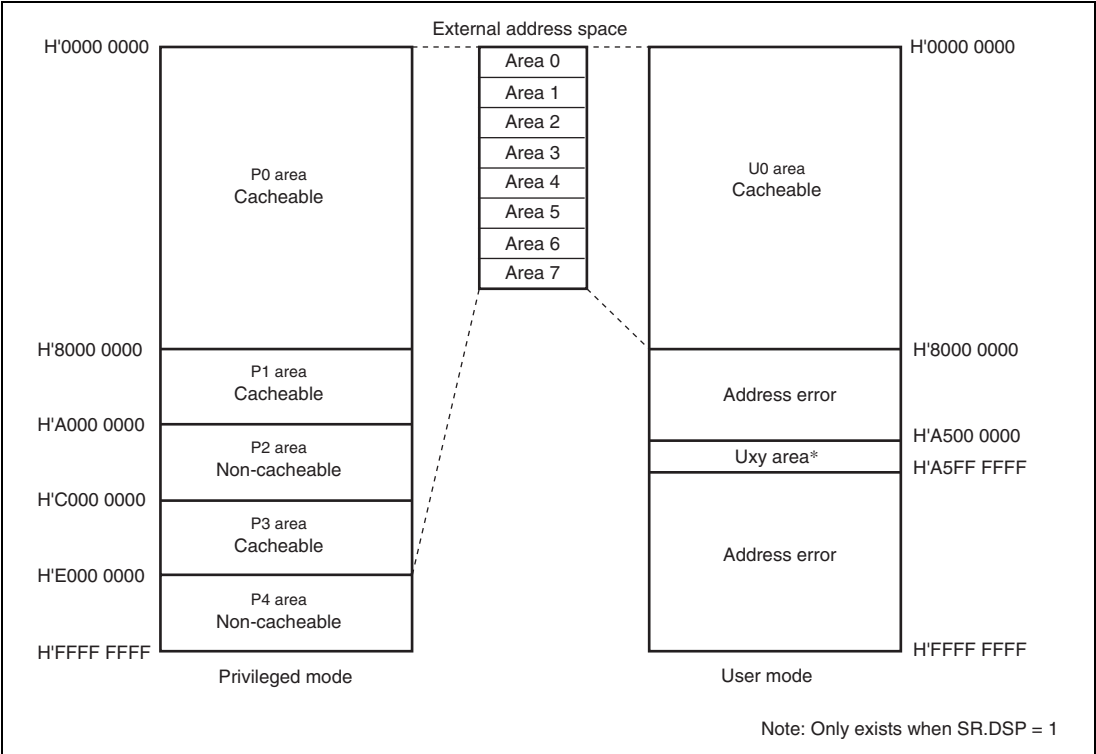 External address space
H'0000 0000
H'0000 0000
Area 0
Area 1
Area 2
Area 3
Area 4
Area 5
Area 6
Area 7
P0 area
Cacheable
U0 area
Cacheable
H'8000 0000
H'8000 0000
P1 area
Cacheable
Address error
H'A000 0000
H'A500 0000
P2 area
Non-cacheable
Uxy area*
H'A5FF FFFF
H'C000 0000
P3 area
Cacheable
Address error
H'E000 0000
P4 area
Non-cacheable
H'FFFF FFFF
H'FFFF FFFF
Privileged mode
User mode
Note: Only exists when SR.DSP = 1